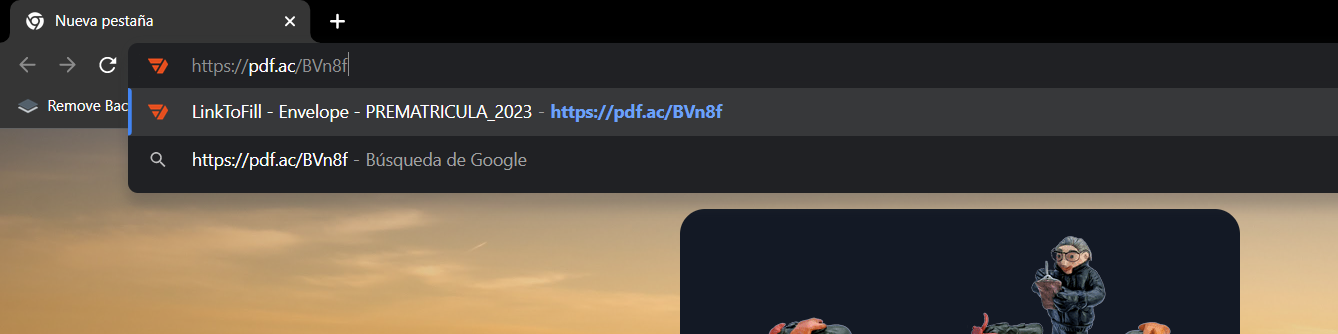 Nueva pestaña
https://pdf.ac/BVn8f
Remove Bac
LinkToFill - Envelope - PREMATRICULA_2023 - https://pdf.ac/BVn8f
https://pdf.ac/BVn8f - Búsqueda de Google